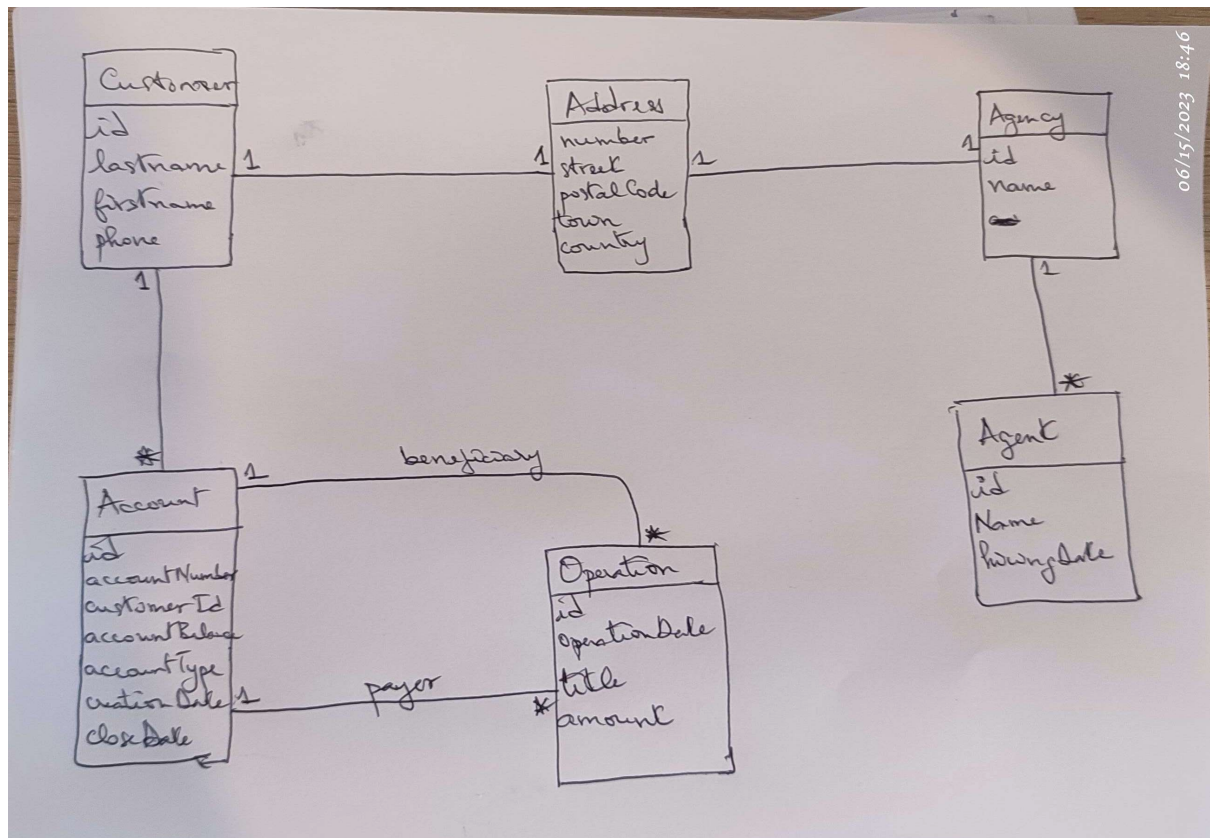 Customer
id
lastname
firstname
phone
1
1
Address
number
street
postalCode
town
country
1
1
Agency
id
name
1
*
Agent
id
Name
hiringDate
1
*
Account
id
accountNumber
customerId
accountBalance
accountType
creationDate
closeDate
1
beneficiary
*
1
payer
*
Operation
id
operationDate
title
amount
06/15/2023 18:46